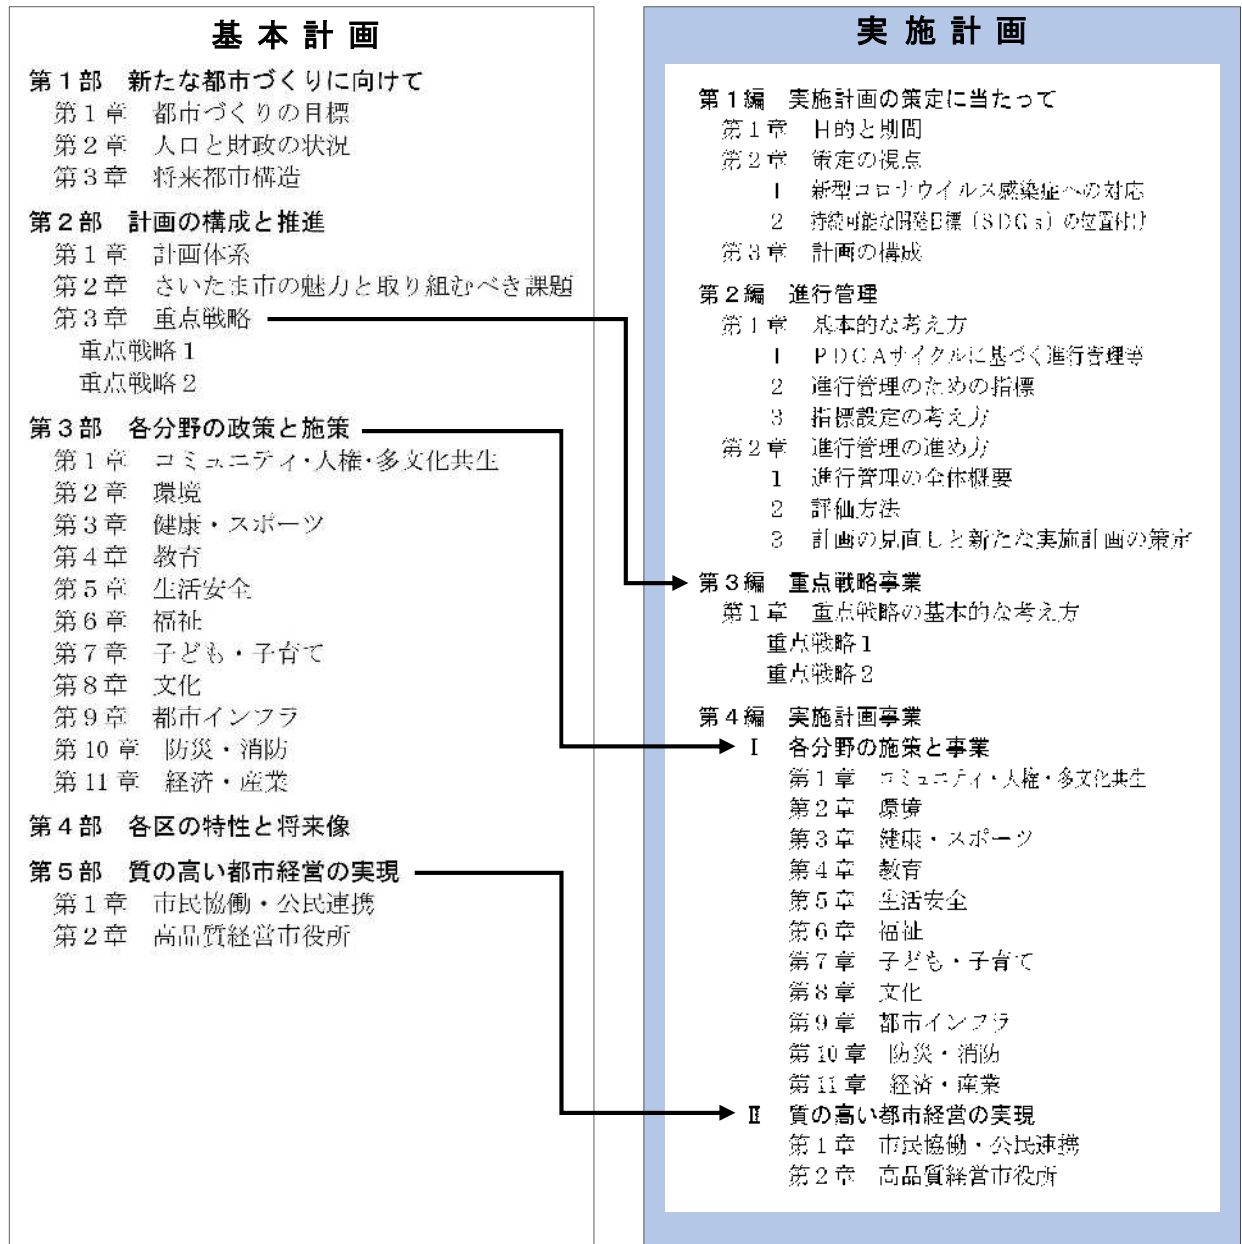 基本計画
第１部　新たな都市づくりに向けて
第１章　都市づくりの目標
第２章　人口と財政の状況
第３章　将来都市構造
第２部　計画の構成と推進
第１章　計画体系
第２章　さいたま市の魅力と取り組むべき課題
第３章　重点戦略
重点戦略１
重点戦略２
第３部　各分野の政策と施策
第１章　コミュニティ・人権・多文化共生
第２章　環境
第３章　健康・スポーツ
第４章　教育
第５章　生活安全
第６章　福祉
第７章　子ども・子育て
第８章　文化
第９章　都市インフラ
第10章　防災・消防
第11章　経済・産業
第４部　各区の特性と将来像
第５部　質の高い都市経営の実現
第１章　市民協働・公民連携
第２章　高品質経営市役所
実施計画
第１編　実施計画の策定に当たって
第１章　目的と期間
第２章　策定の視点
１　新型コロナウイルス感染症への対応
２　持続可能な開発目標（ＳＤＧｓ）の位置付け
第３章　計画の構成
第２編　進行管理
第１章　基本的な考え方
１　ＰＤＣＡサイクルに基づく進行管理等
２　進行管理のための指標
３　指標設定の考え方
第２章　進行管理の進め方
１　進行管理の全体概要
２　評価方法
３　計画の見直しと新たな実施計画の策定
第３編　重点戦略事業
第１章　重点戦略の基本的な考え方
重点戦略１
重点戦略２
第４編　実施計画事業
Ⅰ　各分野の施策と事業
第１章　コミュニティ・人権・多文化共生
第２章　環境
第３章　健康・スポーツ
第４章　教育
第５章　生活安全
第６章　福祉
第７章　子ども・子育て
第８章　文化
第９章　都市インフラ
第10章　防災・消防
第11章　経済・産業
Ⅱ　質の高い都市経営の実現
第１章　市民協働・公民連携
第２章　高品質経営市役所